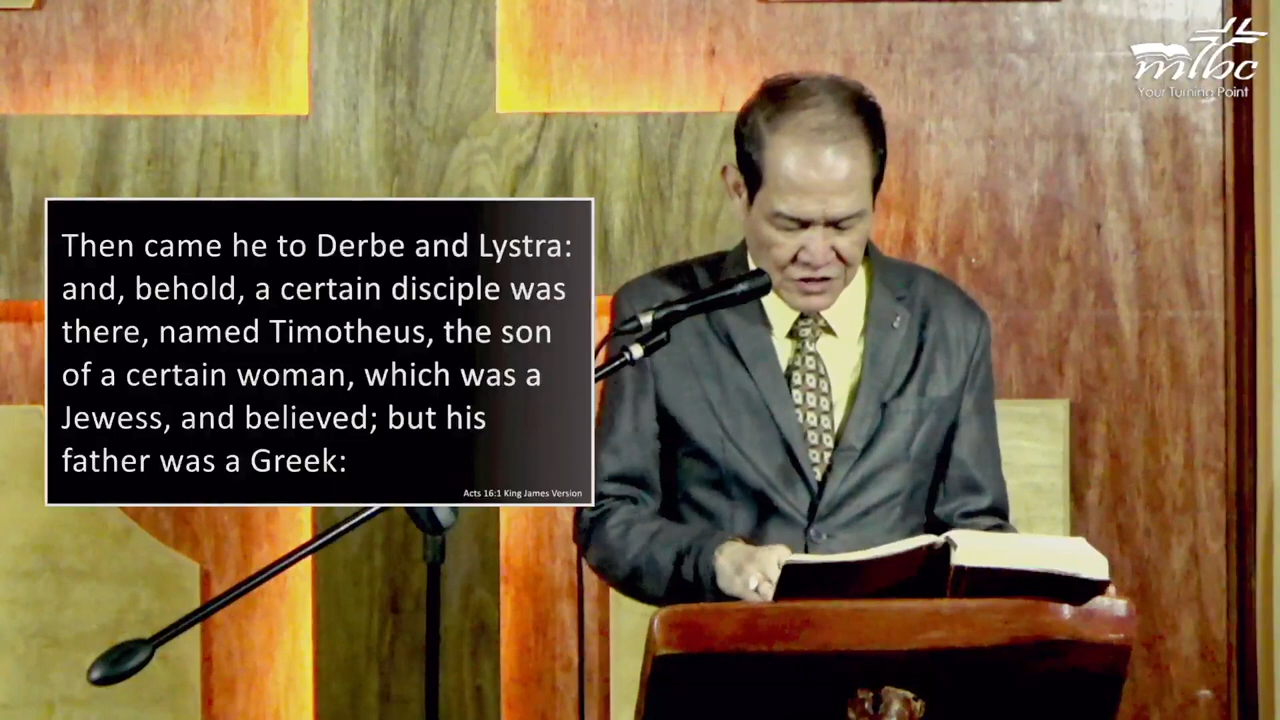 mtbc
Your Turning Point
Then came he to Derbe and Lystra:
and, behold, a certain disciple was
there, named Timotheus, the son
of a certain woman, which was a
Jewess, and believed; but his
father was a Greek:
Acts 16:1 King James Version